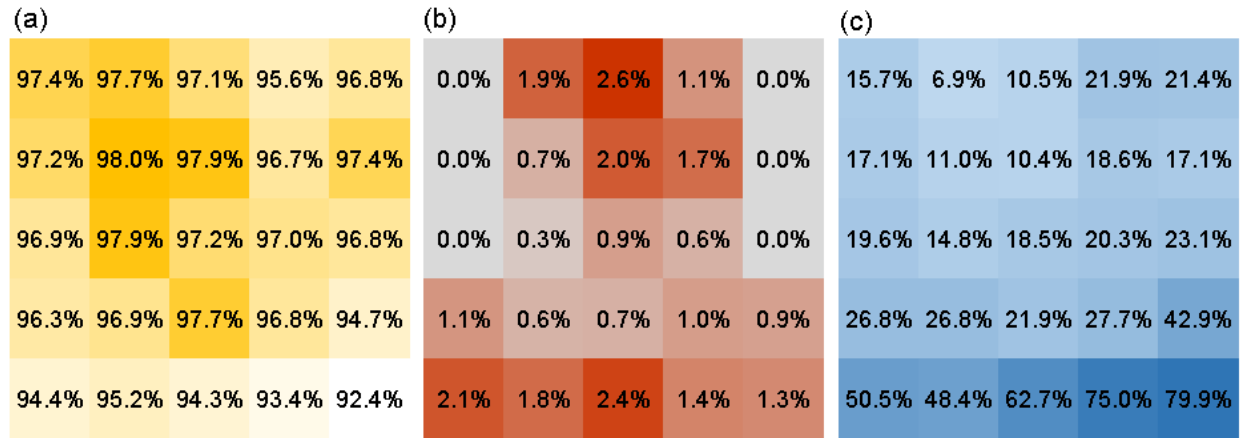 (a) (b) (c)
97.4% 97.7% 97.1% 95.6% 96.8% 0.0% 1.9% 2.6% 1.1% 0.0% 15.7% 6.9% 10.5% 21.9% 21.4%
97.2% 98.0% 97.9% 96.7% 97.4% 0.0% 0.7% 2.0% 1.7% 0.0% 17.1% 11.0% 10.4% 18.6% 17.1%
96.9% 97.9% 97.2% 97.0% 96.8% 0.0% 0.3% 0.9% 0.6% 0.0% 19.6% 14.8% 18.5% 20.3% 23.1%
96.3% 96.9% 97.7% 96.8% 94.7% 1.1% 0.6% 0.7% 1.0% 0.9% 26.8% 26.8% 21.9% 27.7% 42.9%
94.4% 95.2% 94.3% 93.4% 92.4% 2.1% 1.8% 2.4% 1.4% 1.3% 50.5% 48.4% 62.7% 75.0% 79.9%